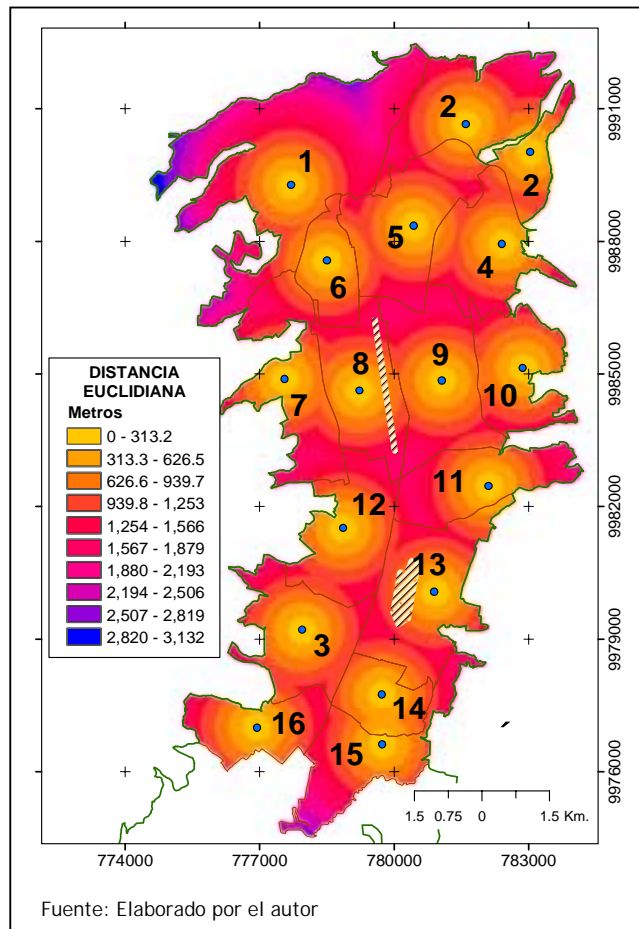 9991000
9988000
9985000
9982000
9979000
9976000
2
1
2
5
4
6
8
9
7
10
11
12
13
3
14
16
15
DISTANCIA
EUCLIDIANA
Metros
0 - 313.2
313.3 - 626.5
626.6 - 939.7
939.8 - 1,253
1,254 - 1,566
1,567 - 1,879
1,880 - 2,193
2,194 - 2,506
2,507 - 2,819
2,820 - 3,132
1.5 0.75 0 1.5 Km.
774000 777000 780000 783000
Fuente: Elaborado por el autor